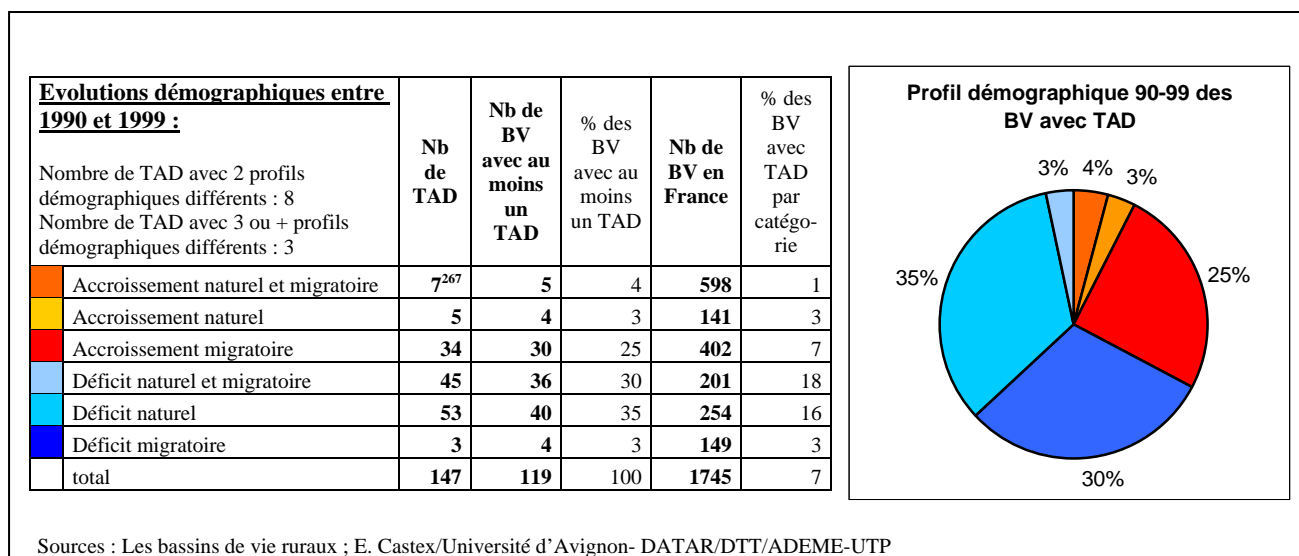 Evolutions démographiques entre
1990 et 1999 :
Nombre de TAD avec 2 profils
démographiques différents : 8
Nombre de TAD avec 3 ou + profils
démographiques différents : 3
Nb
de
TAD
Nb de
BV
avec au
moins
un
TAD
% des
BV
avec au
moins
un TAD
Nb de
BV en
France
% des
BV
avec
TAD
par
catégo-
rie
Accroissement naturel et migratoire 7267 5 4 598 1
Accroissement naturel 5 4 3 141 3
Accroissement migratoire 34 30 25 402 7
Déficit naturel et migratoire 45 36 30 201 18
Déficit naturel 53 40 35 254 16
Déficit migratoire 3 4 3 149 3
total 147 119 100 1745 7
Profil démographique 90-99 des
BV avec TAD
3% 4% 3%
35% 25%
30%
Sources : Les bassins de vie ruraux ; E. Castex/Université d'Avignon- DATAR/DTT/ADEME-UTP